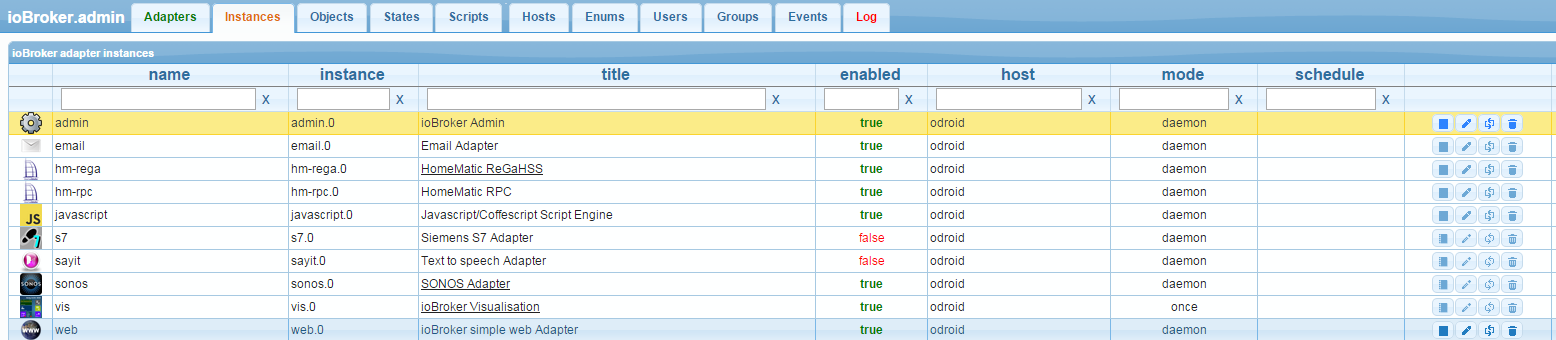 ioBroker.admin Adapters Instances Objects States Scripts Hosts Enums Users Groups Events Log
ioBroker adapter instances
name instance title enabled host mode schedule
X X X X X X X
admin admin.0 ioBroker Admin true odroid daemon
email email.0 Email Adapter true odroid daemon
hm-rega hm-rega.0 HomeMatic ReGaHSS true odroid daemon
hm-rpc hm-rpc.0 HomeMatic RPC true odroid daemon
JS javascript javascript.0 Javascript/Coffescript Script Engine true odroid daemon
s7 s7.0 Siemens S7 Adapter false odroid daemon
sayit sayit.0 Text to speech Adapter false odroid daemon
SONOS sonos sonos.0 SONOS Adapter true odroid daemon
vis vis.0 ioBroker Visualisation true odroid once
WWW web web.0 ioBroker simple web Adapter true odroid daemon